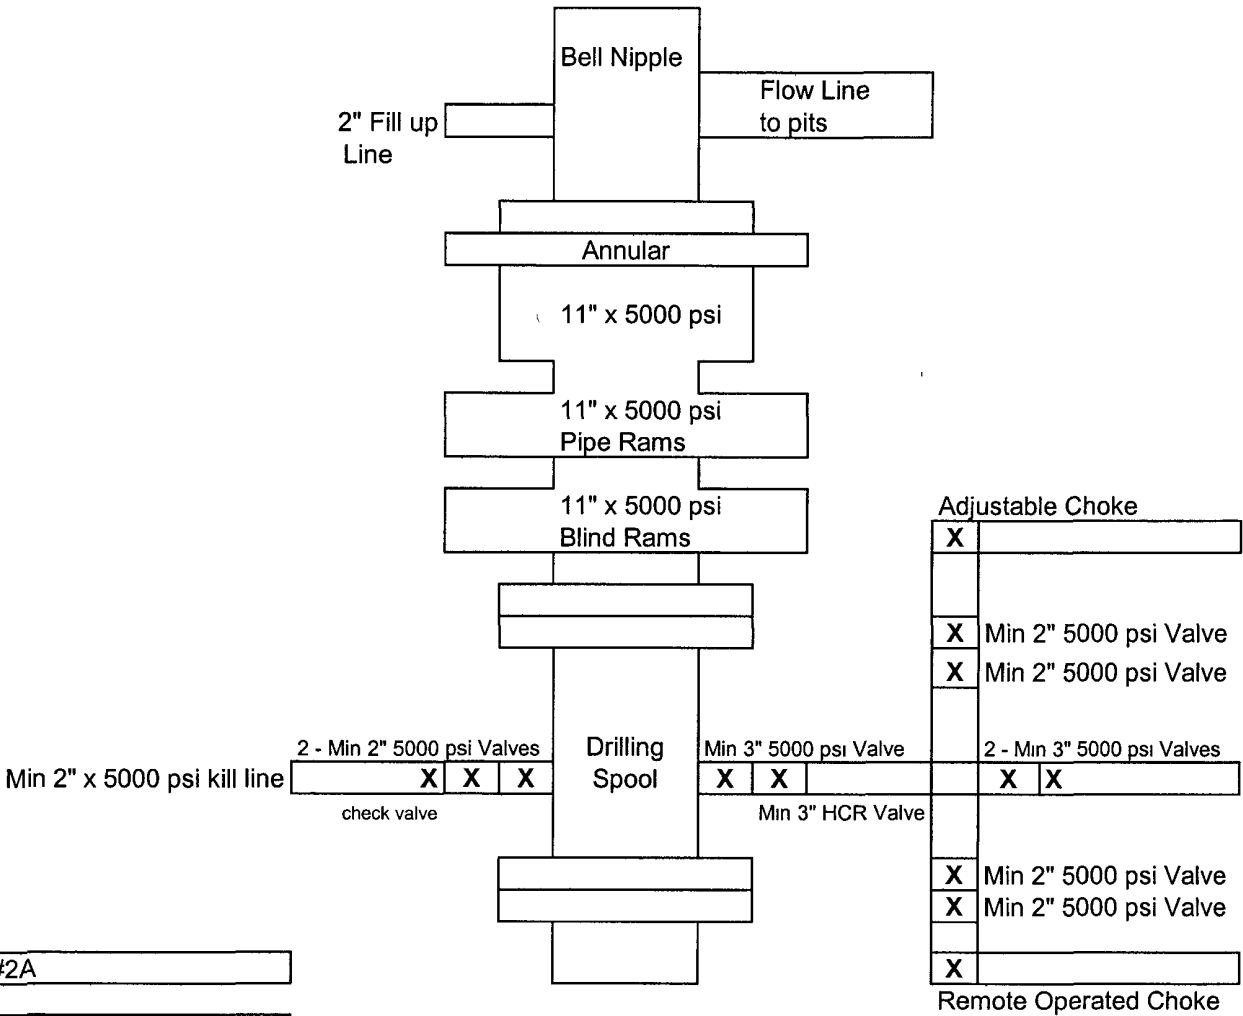 Bell Nipple
Flow Line
to pits
2" Fill up
Line
Annular
11" x 5000 psi
11" x 5000 psi
Pipe Rams
11" x 5000 psi
Blind Rams
Adjustable Choke
X
X Min 2" 5000 psi Valve
X Min 2" 5000 psi Valve
2 - Min 2" 5000 psi Valves
Drilling
Spool
Min 3" 5000 psi Valve
2 - Min 3" 5000 psi Valves
Min 2" x 5000 psi kill line
X X X
X X
X X
check valve
Min 3" HCR Valve
X Min 2" 5000 psi Valve
X Min 2" 5000 psi Valve
#2A
X
Remote Operated Choke